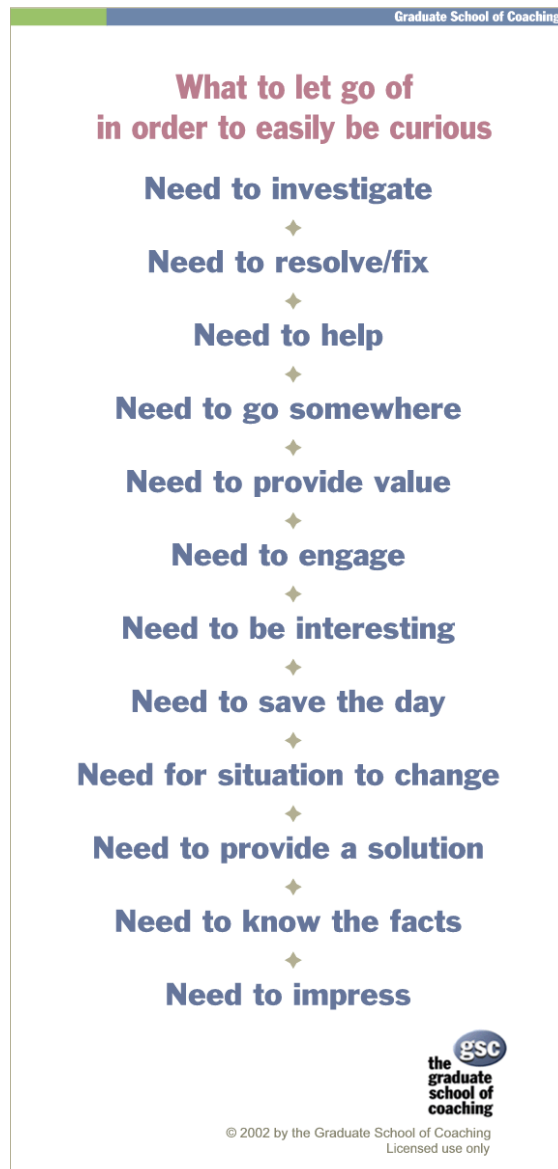 Graduate School of Coaching
What to let go of
in order to easily be curious
Need to investigate
Need to resolve/fix
Need to help
Need to go somewhere
Need to provide value
Need to engage
Need to be interesting
Need to save the day
Need for situation to change
Need to provide a solution
Need to know the facts
Need to impress
gsc
the
graduate
school of
coaching
© 2002 by the Graduate School of Coaching
Licensed use only